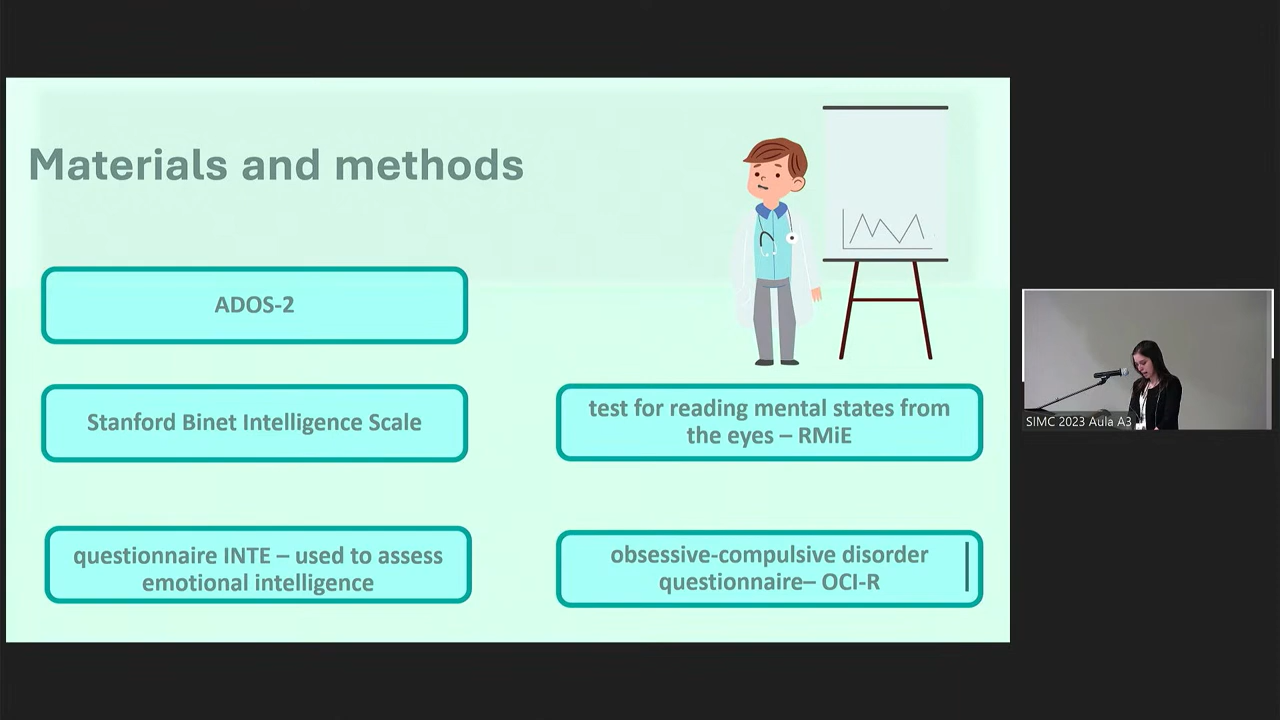 Materials and methods
ADOS-2
Stanford Binet Intelligence Scale
test for reading mental states from
the eyes – RMiE
questionnaire INTE – used to assess
emotional intelligence
obsessive-compulsive disorder
questionnaire– OCI-R
SIMC 2023 Aula A3